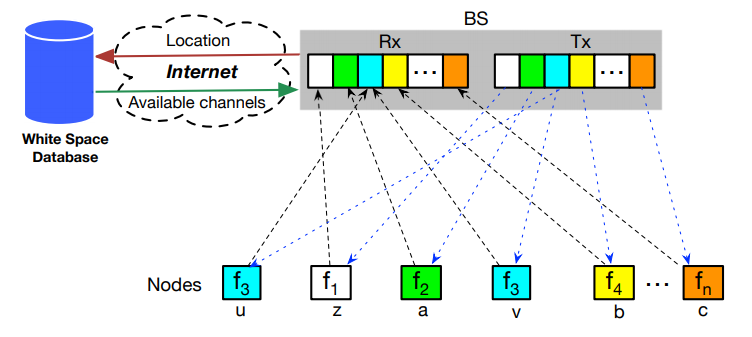 BS
Location
Rx
Tx
Internet
...
...
Available channels
White Space
Database
Nodes
f3
f1
f2
f3
f4
...
fn
u
z
a
v
b
c